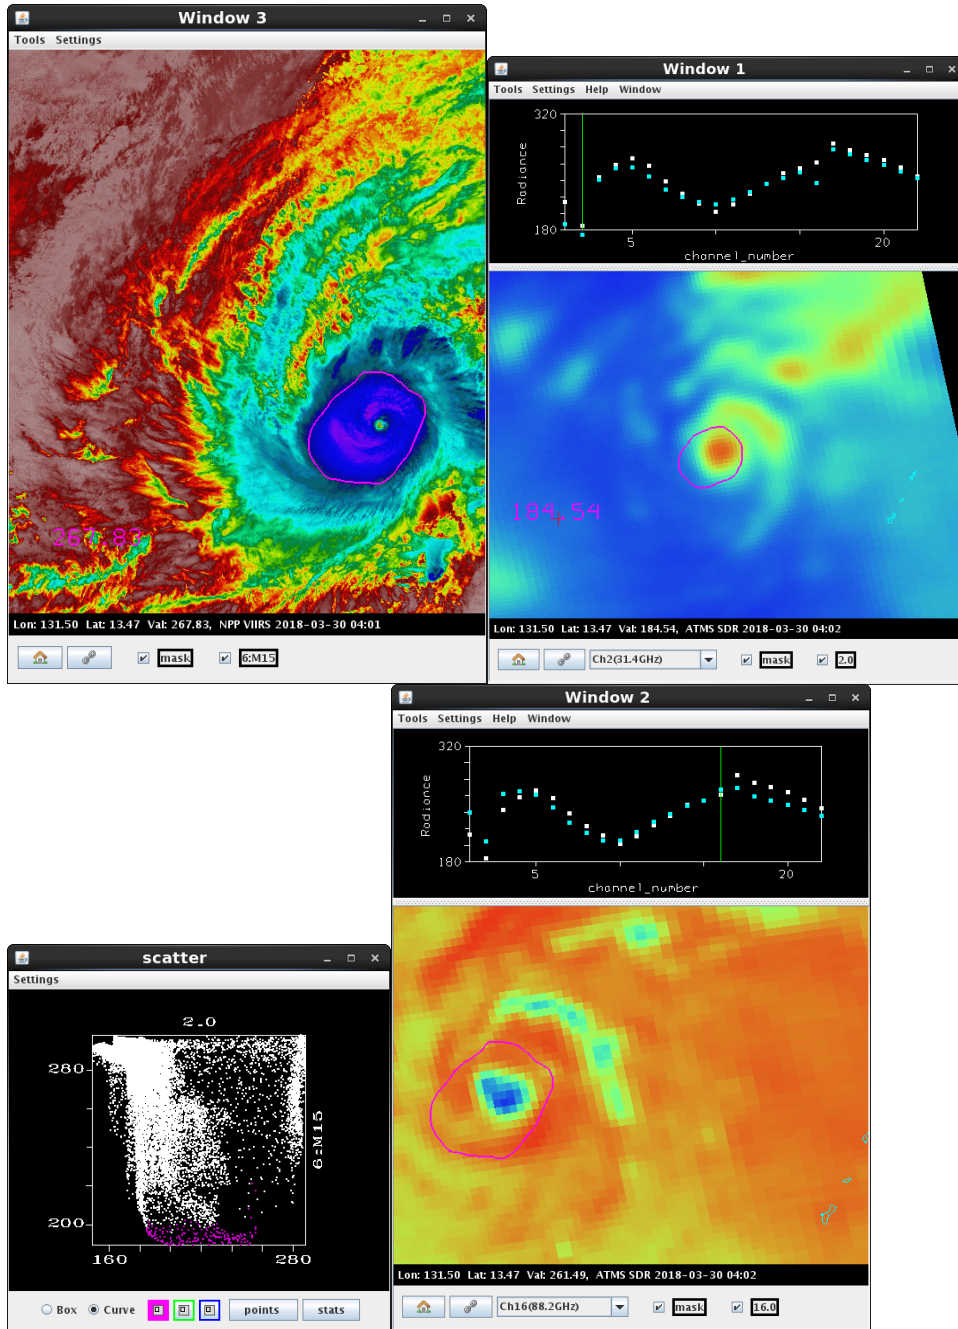 Window 3
Tools Settings
267.83
Lon: 131.50 Lat: 13.47 Val: 267.83, NPP VIIRS 2018-03-30 04:01
mask
6:M15
Window 1
Tools Settings Help Window
320
Radiance
180
5
20
channel_number
184.54
Lon: 131.50 Lat: 13.47 Val: 184.54, ATMS SDR 2018-03-30 04:02
Ch2(31.4GHz)
mask
2.0
Window 2
Tools Settings Help Window
320
Radiance
180
5
20
channel_number
Lon: 131.50 Lat: 13.47 Val: 261.49, ATMS SDR 2018-03-30 04:02
Ch16(88.2GHz)
mask
16.0
scatter
Settings
2.0
280
6:M15
200
160
280
Box
Curve
points
stats